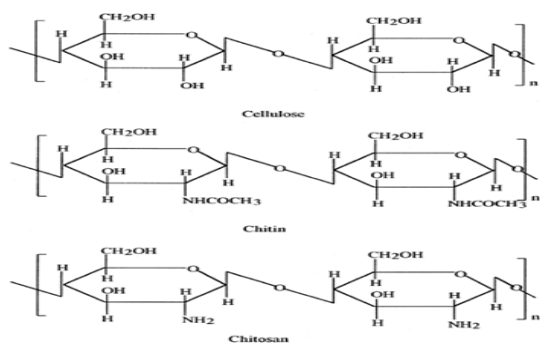 CH2OH CH2OH
H O H O
H H
OH H O OH H O
H H
H OH H OH n
Cellulose
CH2OH CH2OH
H O H O
H H
OH H O OH H O
H H
H NHCOCH3 H NHCOCH3 n
Chitin
CH2OH CH2OH
H O H O
H H
OH H O OH H O
H H
H NH2 H NH2 n
Chitosan